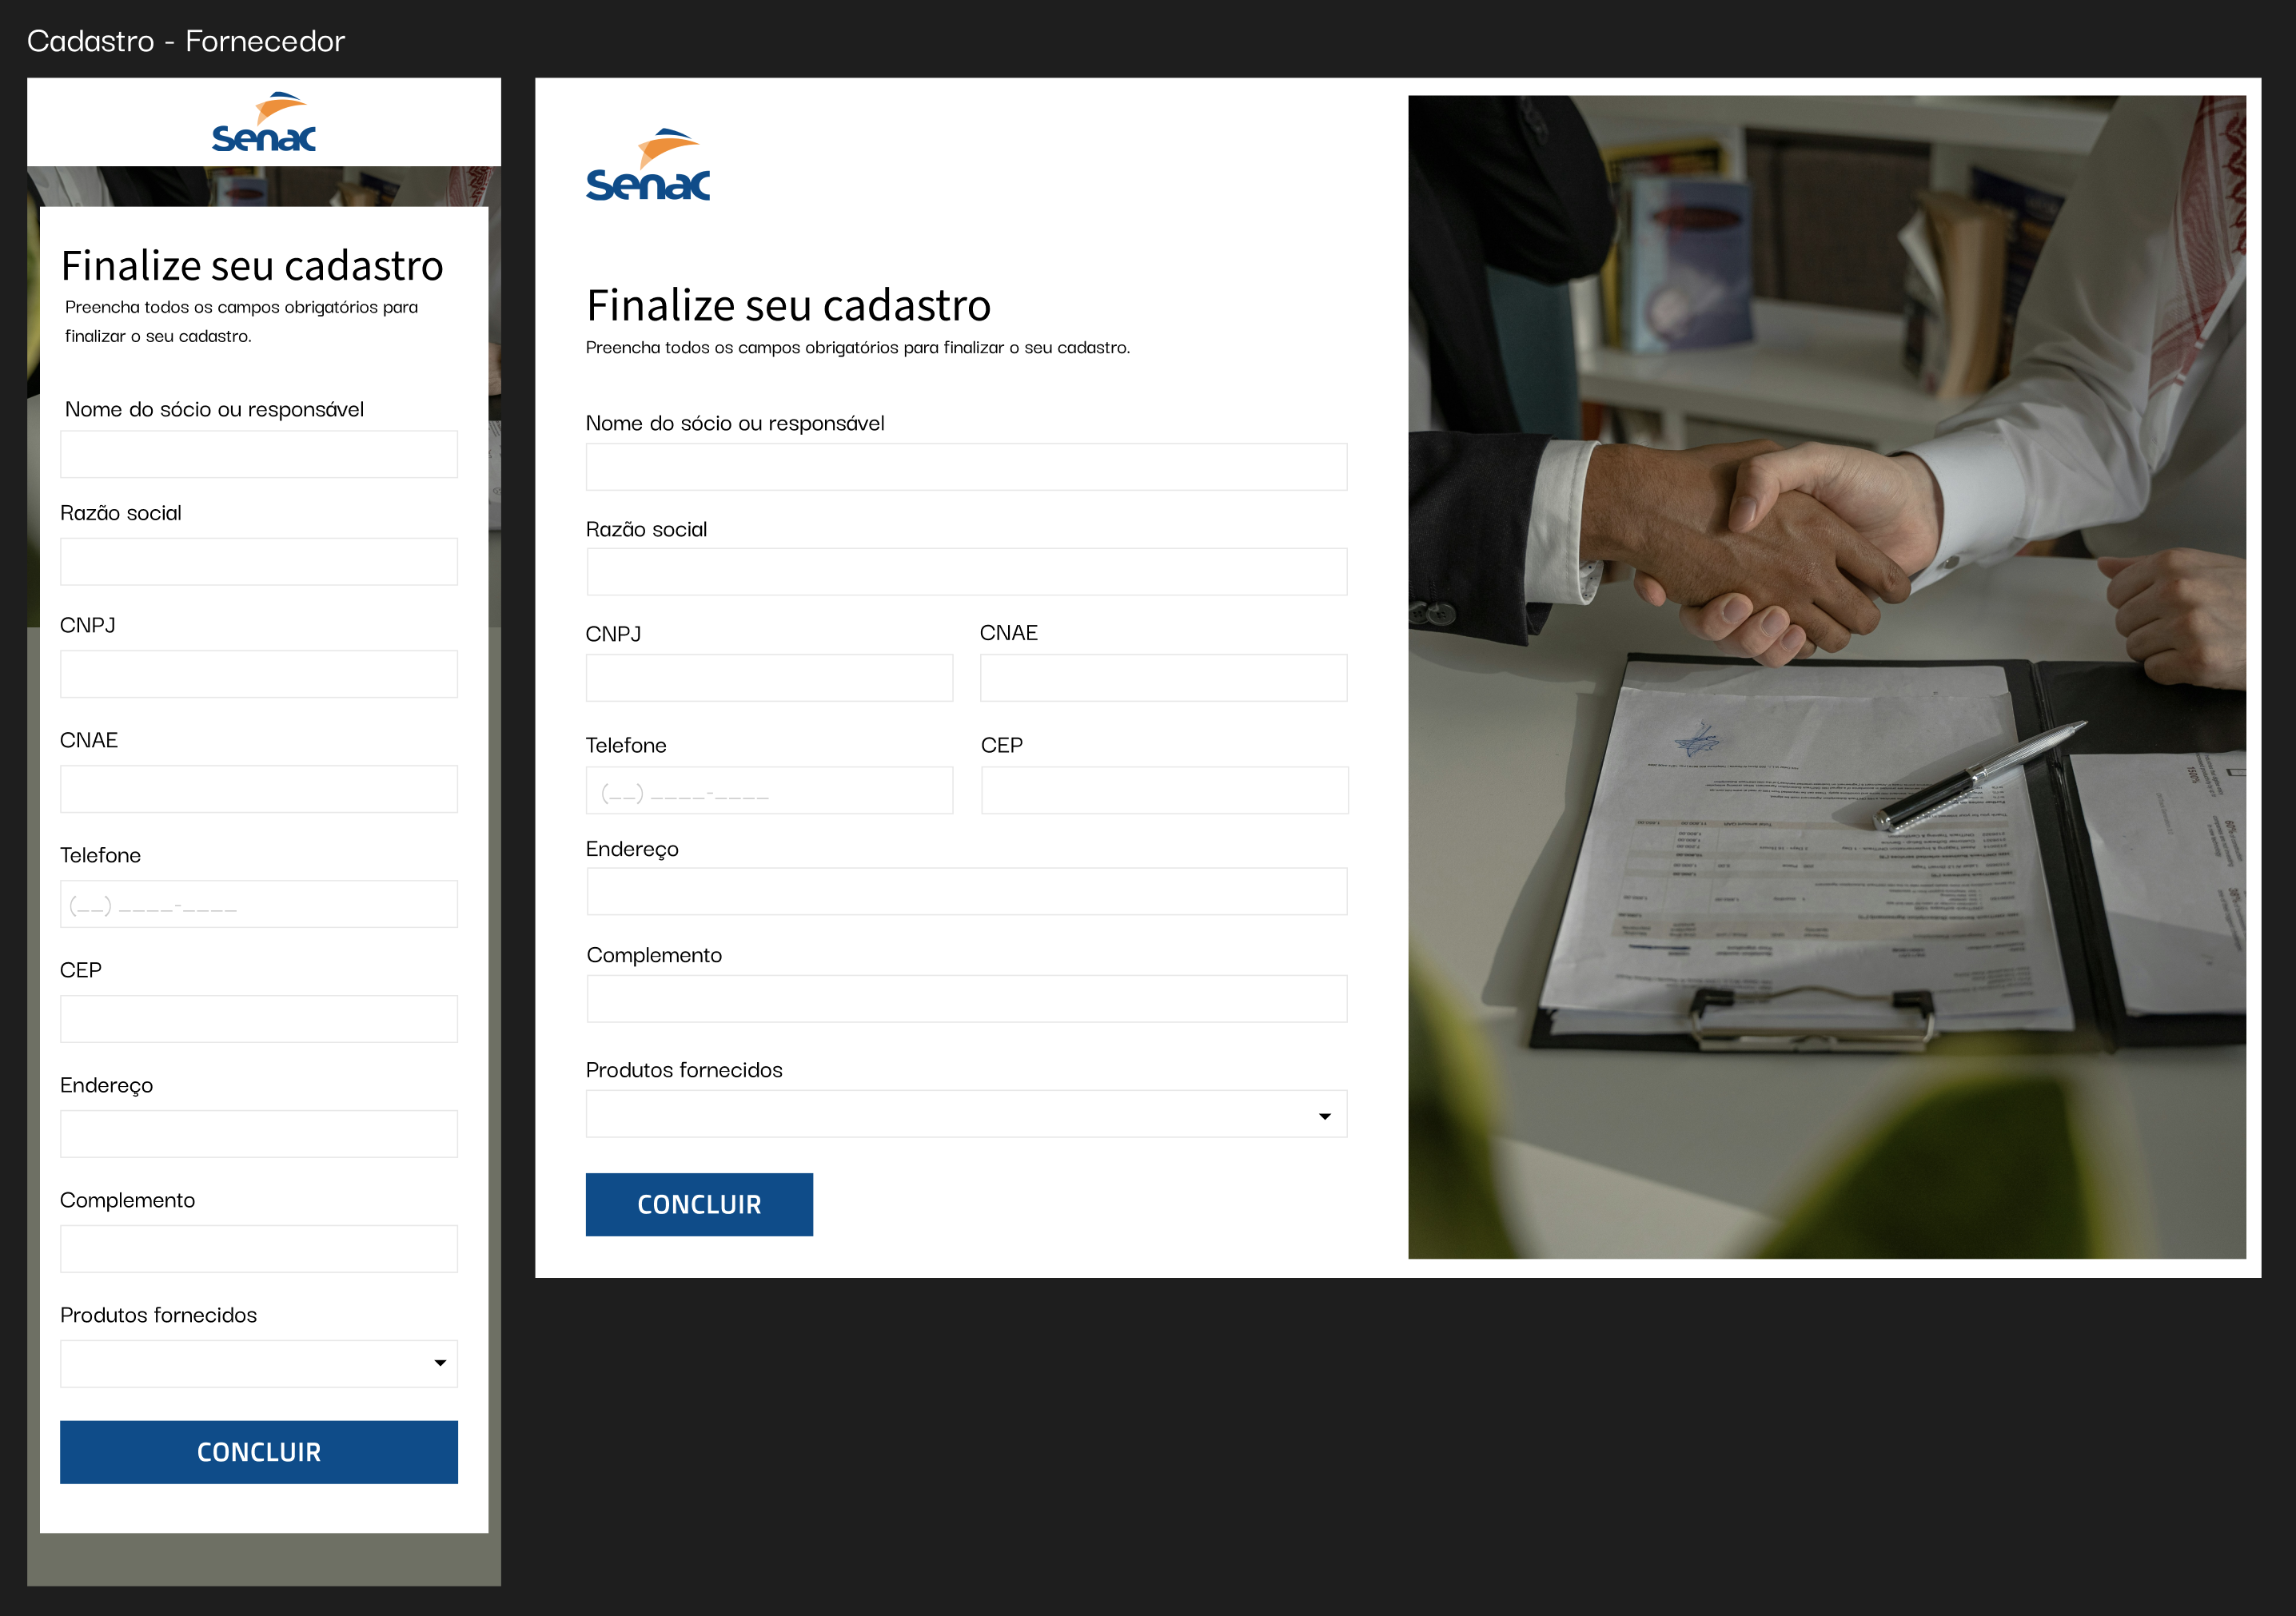 Cadastro - Fornecedor
Senac
Finalize seu cadastro
Preencha todos os campos obrigatórios para
finalizar o seu cadastro.
Nome do sócio ou responsável
Razão social
CNPJ
CNAE
Telefone
(__) ____-____
CEP
Endereço
Complemento
Produtos fornecidos
CONCLUIR
Senac
Finalize seu cadastro
Preencha todos os campos obrigatórios para finalizar o seu cadastro.
Nome do sócio ou responsável
Razão social
CNPJ
CNAE
Telefone
CEP
(__) ____-____
Endereço
Complemento
Produtos fornecidos
CONCLUIR